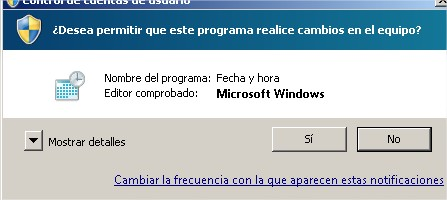 Control de cuentas de usuario
¿Desea permitir que este programa realice cambios en el equipo?
Nombre del programa: Fecha y hora
Editor comprobado: Microsoft Windows
Mostrar detalles
Sí
No
Cambiar la frecuencia con la que aparecen estas notificaciones